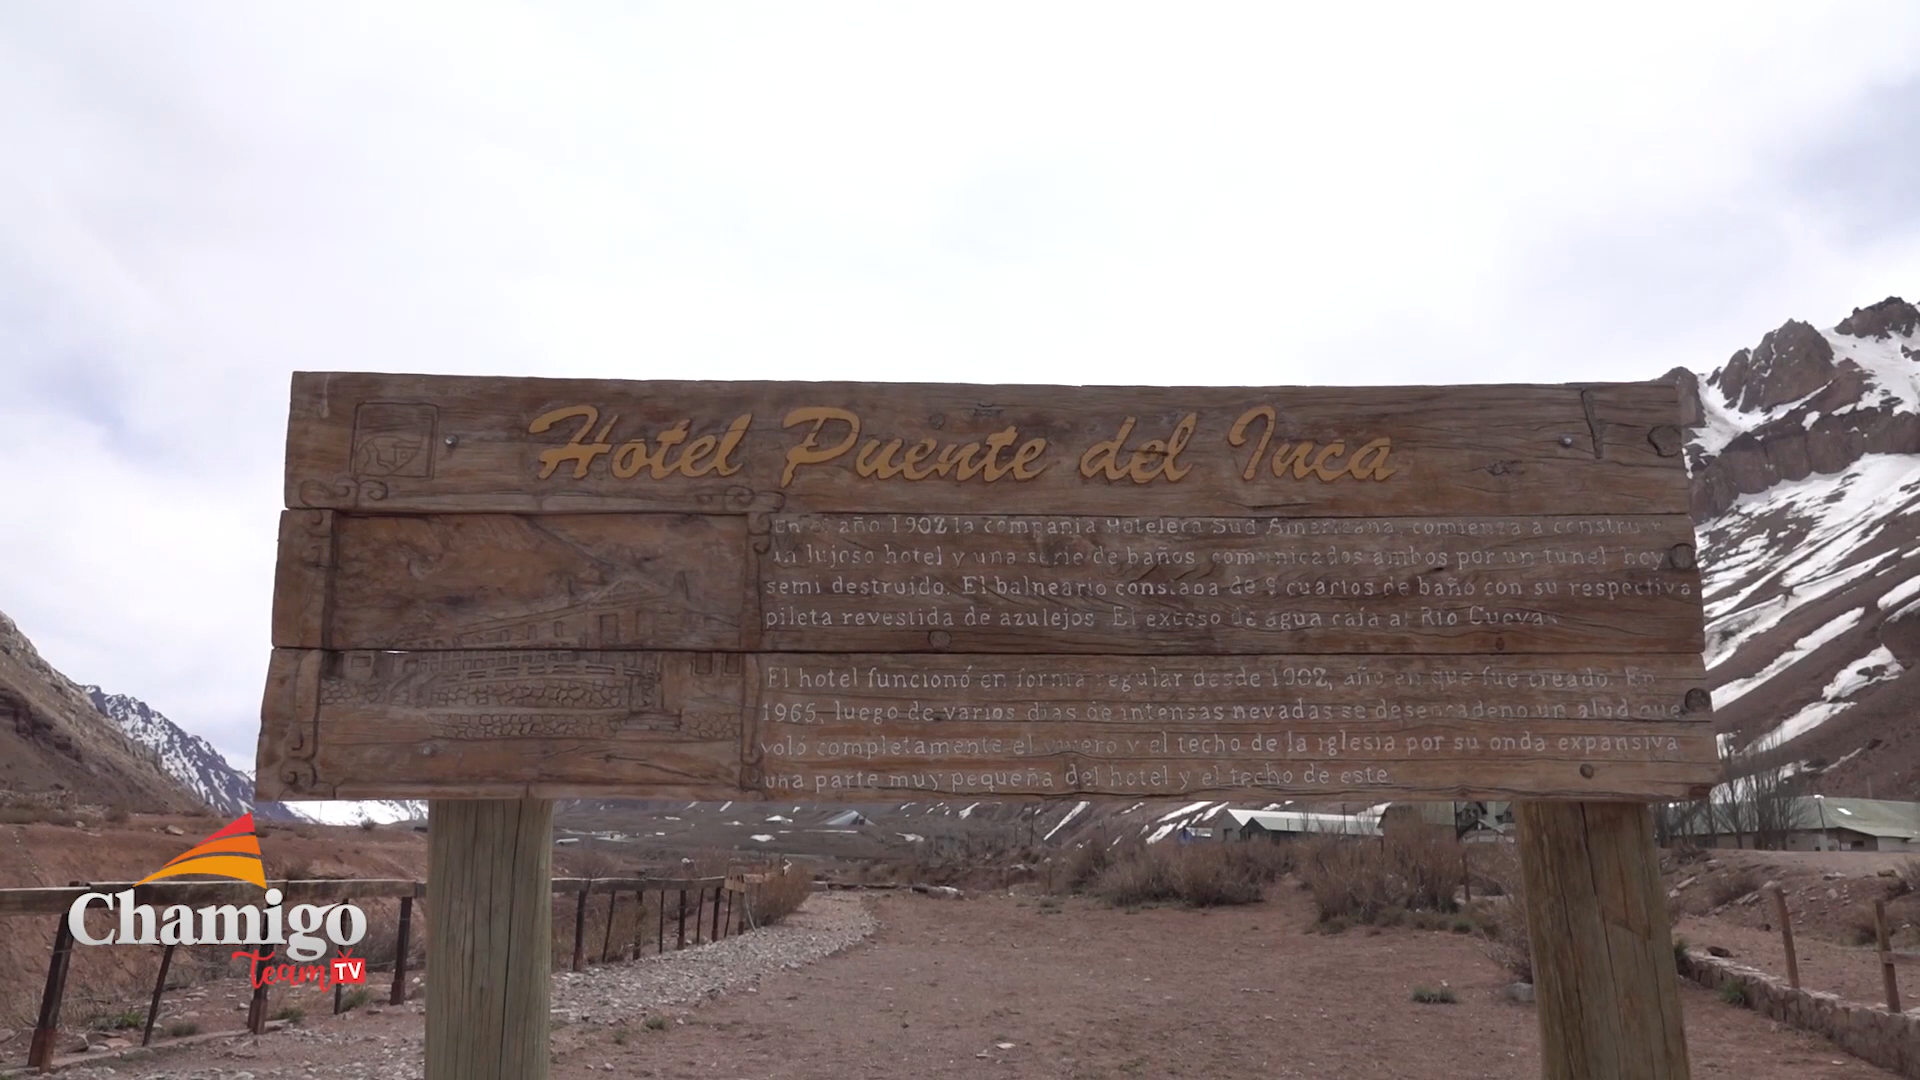 Hotel Puente del Inca
En el año 1902 la compania Hotelera Sud Americana, comienza a construir
un lujoso hotel y una serie de baños comunicados ambos por un tunel hoy
semi destruido. El balneario constaba de 8 cuartos de baño con su respectiva
pileta revestida de azulejos. El exceso de agua caía al Río Cuevas
El hotel funcionó en forma regular desde 1902, año en que fue creado. En
1965, luego de varios dias de intensas nevadas se desencadeno un alud que
voló completamente el vivero y el techo de la iglesia por su onda expansiva
una parte muy pequeña del hotel y el techo de este.
Chamigo
team TV